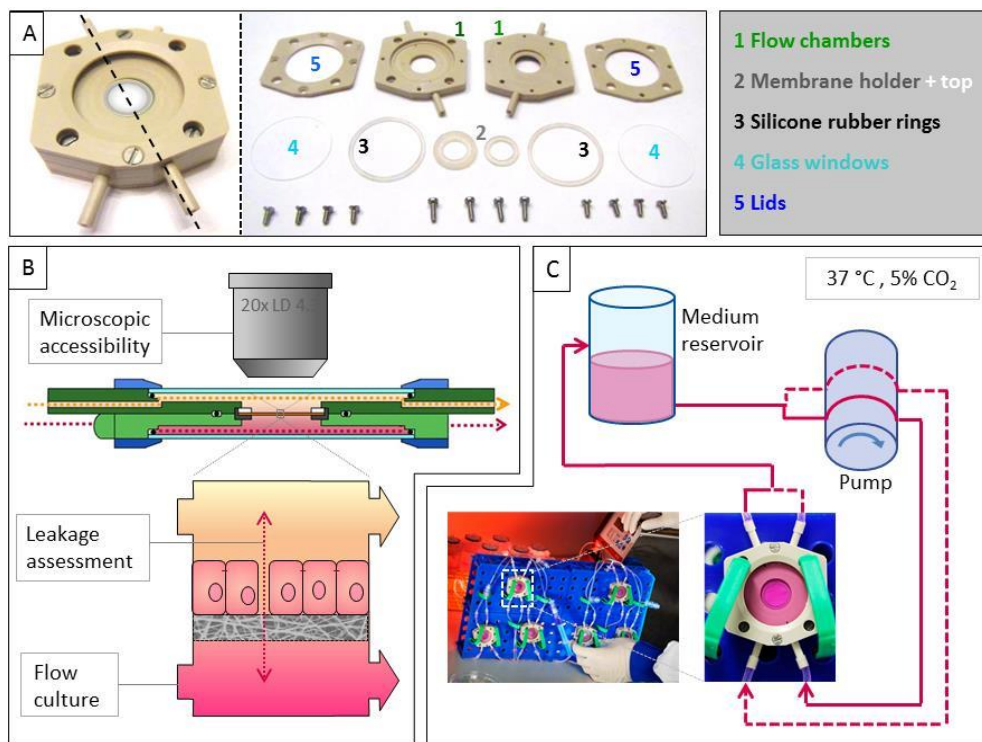 A
1
1
5
5
4
3
2
3
4
1 Flow chambers
2 Membrane holder + top
3 Silicone rubber rings
4 Glass windows
5 Lids
B
20x LD 4.
Microscopic
accessibility
Leakage
assessment
Flow
culture
C
37 °C , 5% CO₂
Medium
reservoir
Pump